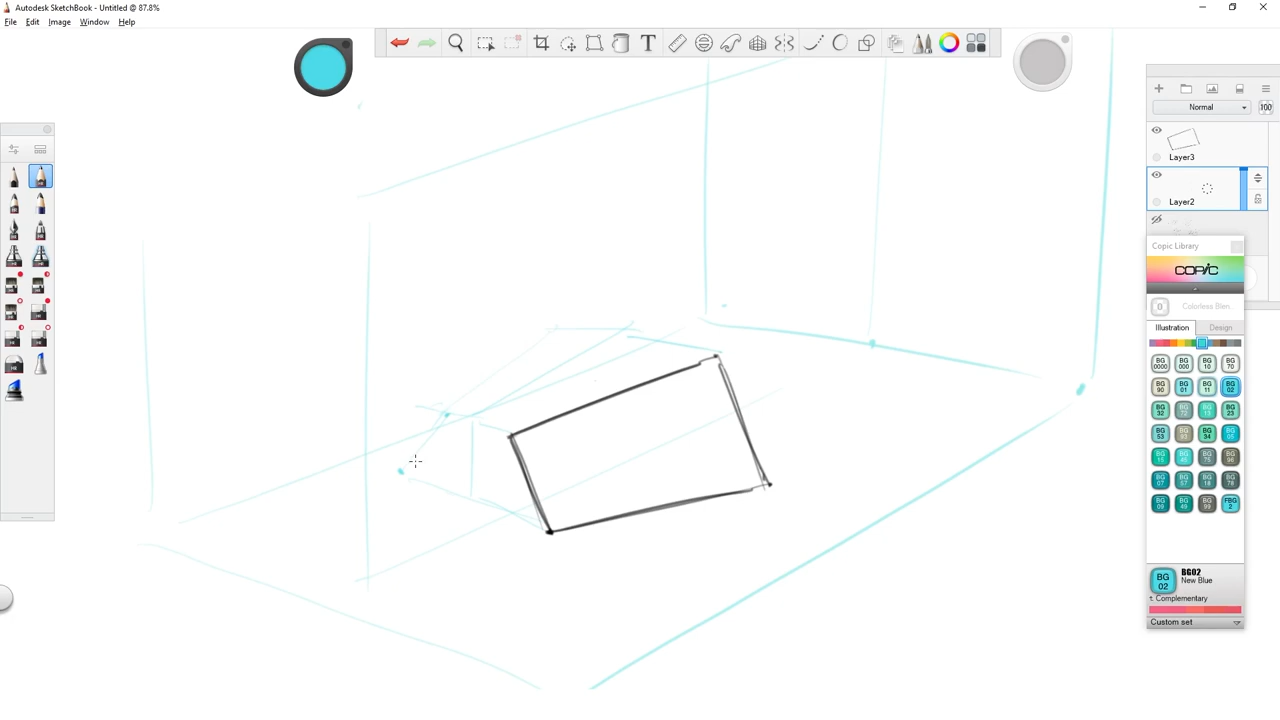 Autodesk SketchBook - Untitled @ 87.8%
File Edit Image Window Help
T
Normal 100
Layer3
Layer2
Copic Library
COPIC
0 Colorless Blen
Illustration Design
BG 0000 BG 000 BG 10 BG 70
BG 90 BG 01 BG 11 BG 02
BG 32 BG 72 BG 13 BG 23
BG 53 BG 93 BG 34 BG 05
BG 15 BG 45 BG 75 BG 96
BG 07 BG 57 BG 18 BG 78
BG 09 BG 49 BG 99 FBG 2
BG 02 BG02
New Blue
t. Complementary
Custom set